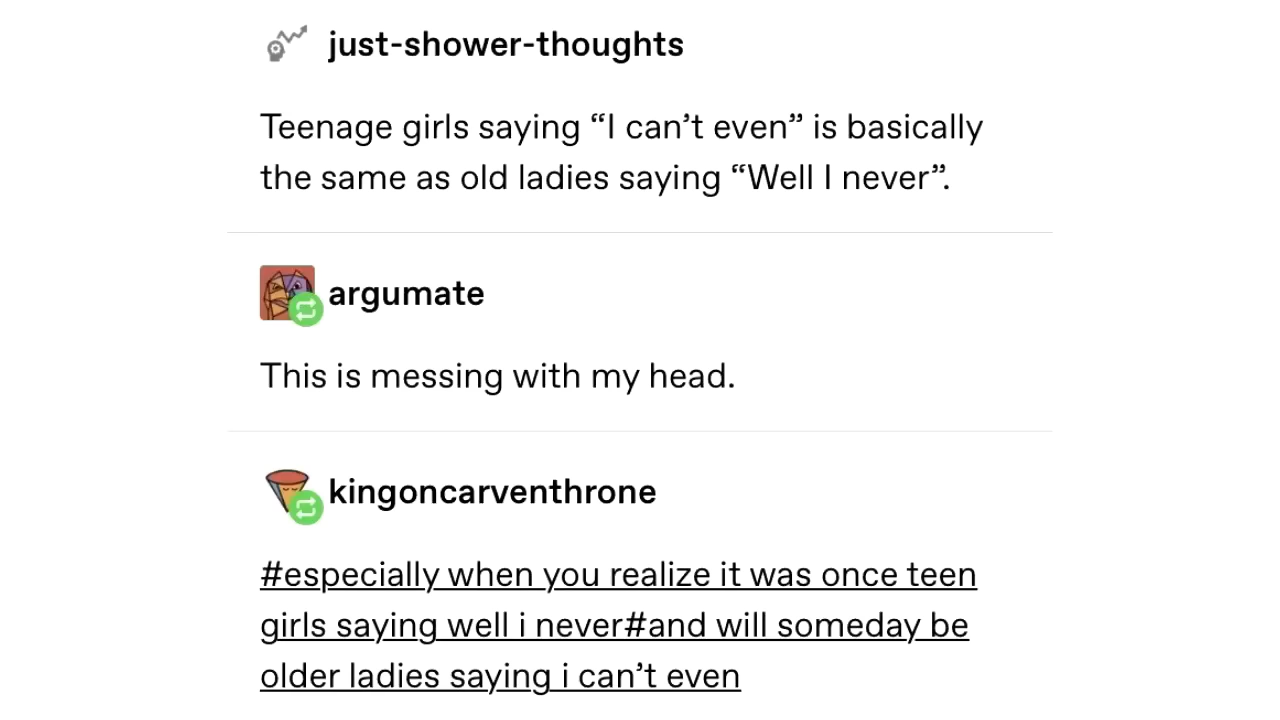 just-shower-thoughts
Teenage girls saying “I can’t even” is basically
the same as old ladies saying “Well I never”.
argumate
This is messing with my head.
kingoncarventhrone
#especially when you realize it was once teen
girls saying well i never#and will someday be
older ladies saying i can’t even